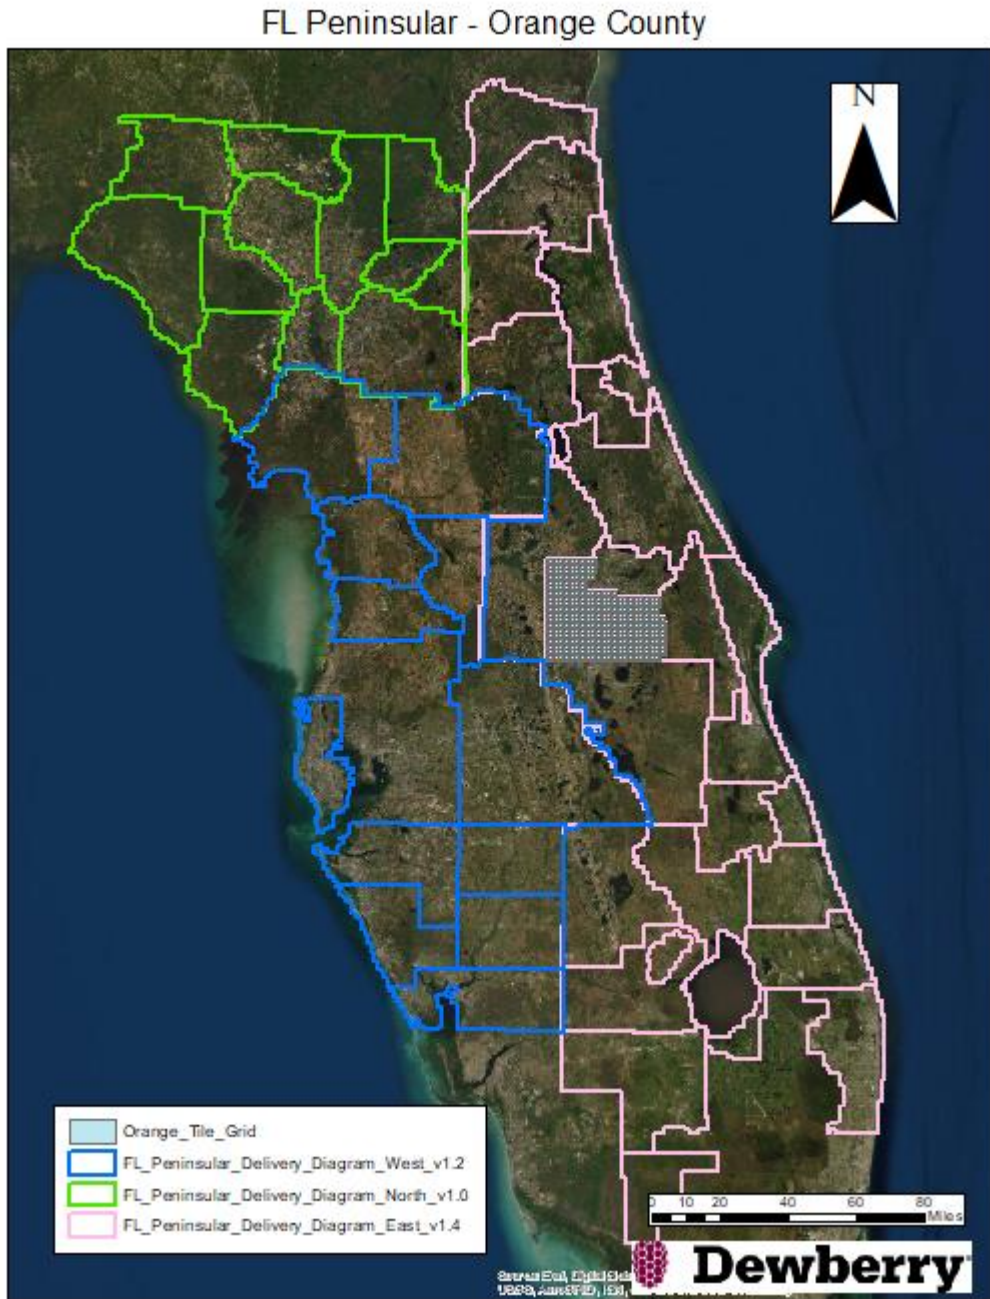 FL Peninsular - Orange County
N
Orange_Tile_Grid
FL_Peninsular_Delivery_Diagram_West_v1.2
FL_Peninsular_Delivery_Diagram_North_v1.0
FL_Peninsular_Delivery_Diagram_East_v1.4
0 10 20 40 60 80
Miles
Dewberry